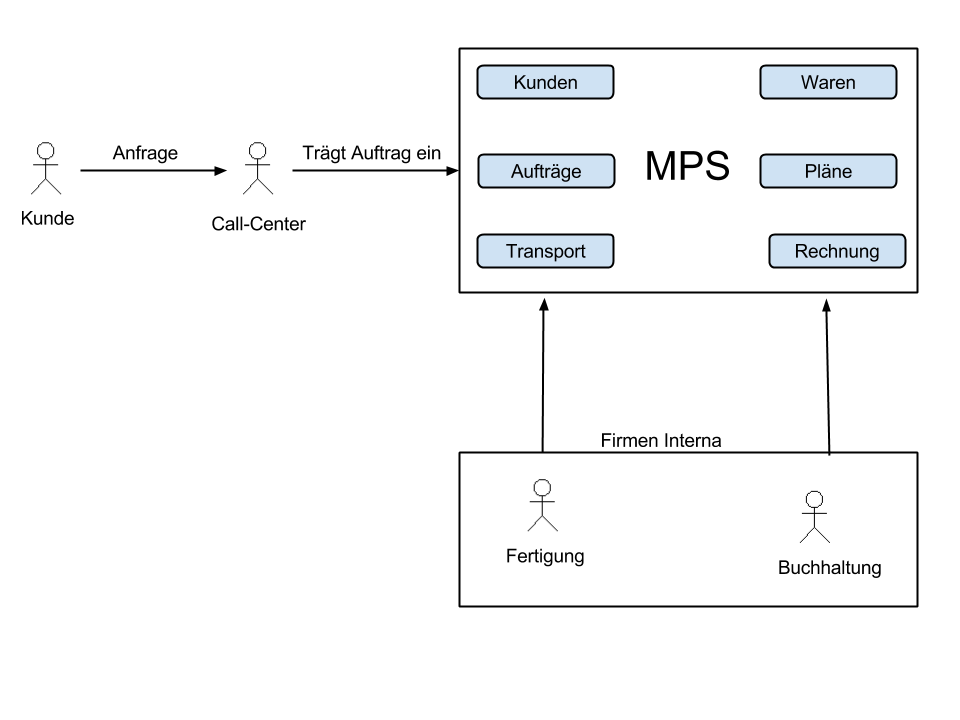 Kunden
Waren
Anfrage
Trägt Auftrag ein
MPS
Aufträge
Pläne
Kunde
Call-Center
Transport
Rechnung
Firmen Interna
Fertigung
Buchhaltung